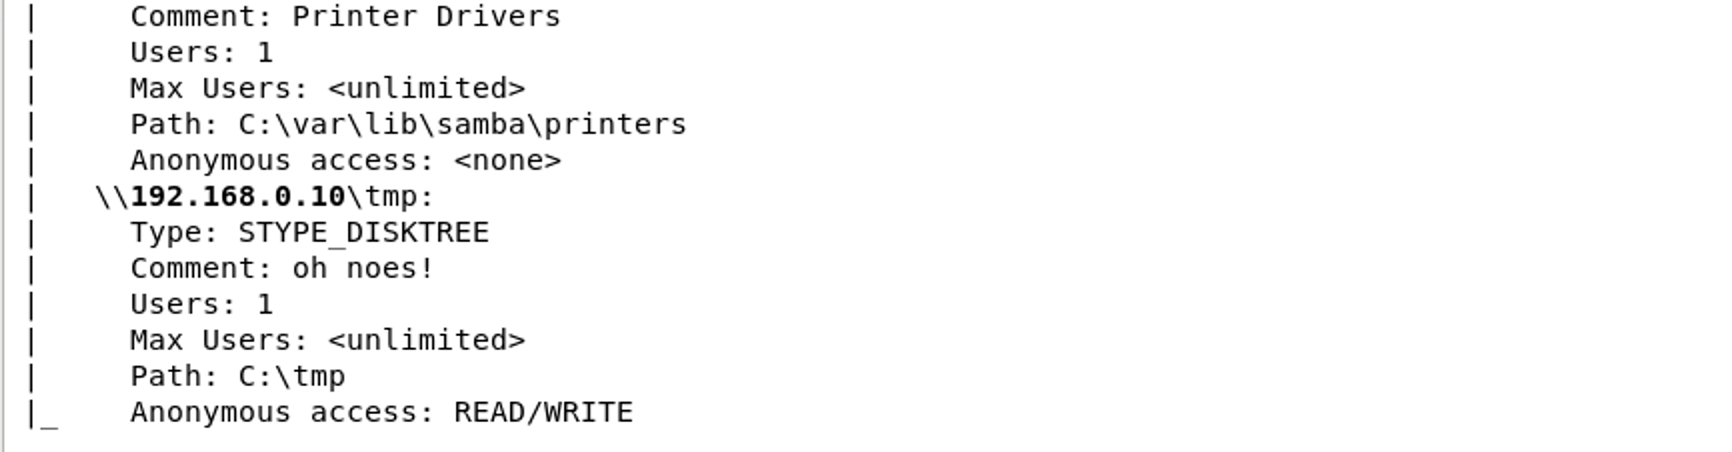 |     Comment: Printer Drivers
|     Users: 1
|     Max Users: <unlimited>
|     Path: C:\var\lib\samba\printers
|     Anonymous access: <none>
|   \\192.168.0.10\tmp:
|     Type: STYPE_DISKTREE
|     Comment: oh noes!
|     Users: 1
|     Max Users: <unlimited>
|     Path: C:\tmp
|_    Anonymous access: READ/WRITE